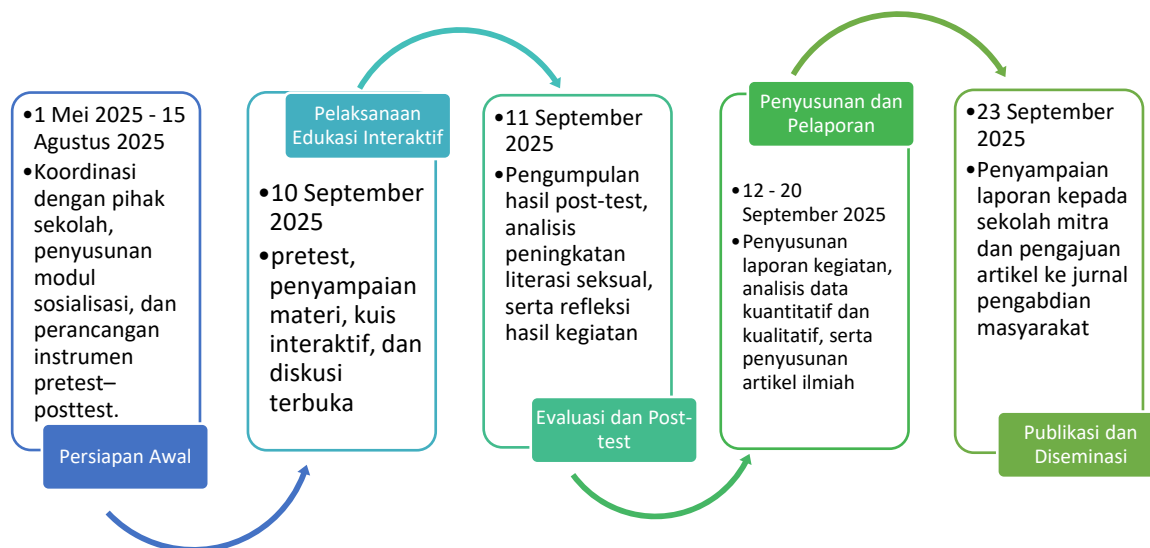 •1 Mei 2025 - 15
Agustus 2025
•Koordinasi
dengan pihak
sekolah,
penyusunan
modul
sosialisasi, dan
perancangan
instrumen
pretest–
posttest.
Persiapan Awal
Pelaksanaan
Edukasi Interaktif
•10 September
2025
•pretest,
penyampaian
materi, kuis
interaktif, dan
diskusi
terbuka
•11 September
2025
•Pengumpulan
hasil post-test,
analisis
peningkatan
literasi seksual,
serta refleksi
hasil kegiatan
Evaluasi dan Post-
test
Penyusunan dan
Pelaporan
•12 - 20
September 2025
•Penyusunan
laporan kegiatan,
analisis data
kuantitatif dan
kualitatif, serta
penyusunan
artikel ilmiah
•23 September
2025
•Penyampaian
laporan kepada
sekolah mitra
dan pengajuan
artikel ke jurnal
pengabdian
masyarakat
Publikasi dan
Diseminasi